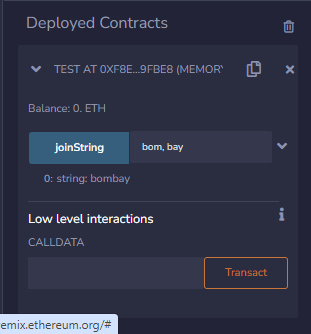 Deployed Contracts
TEST AT 0XF8E...9FBE8 (MEMORY
Balance: 0. ETH
joinString
bom, bay
0: string: bombay
Low level interactions
CALLDATA
Transact
emix.ethereum.org/#